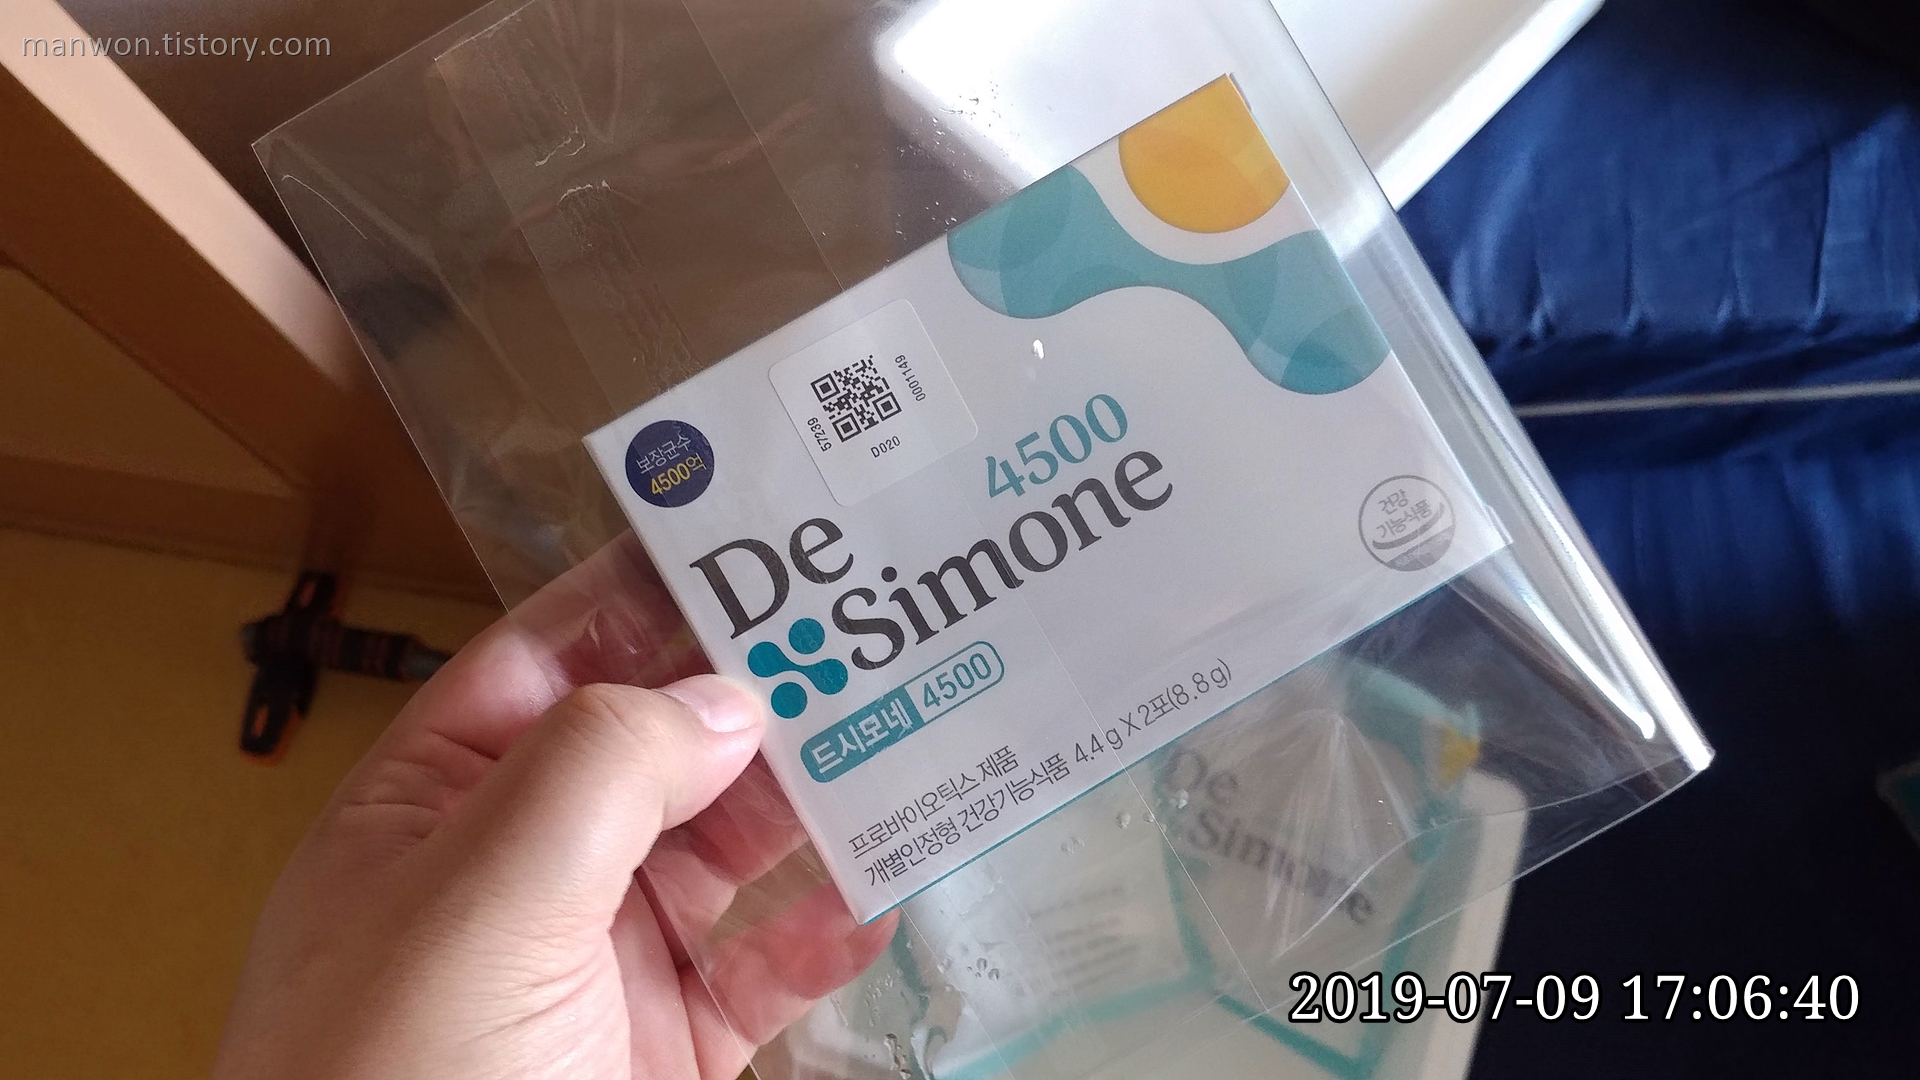 manwon.tistory.com
보장균수
4500억
57239
0001149
D020
4500
De
Simone
드시모네 4500
건강
기능식품
프로바이오틱스 제품
개별인정형 건강기능식품 4.4g X 2포(8.8g)
De
Simone
2019-07-09 17:06:40